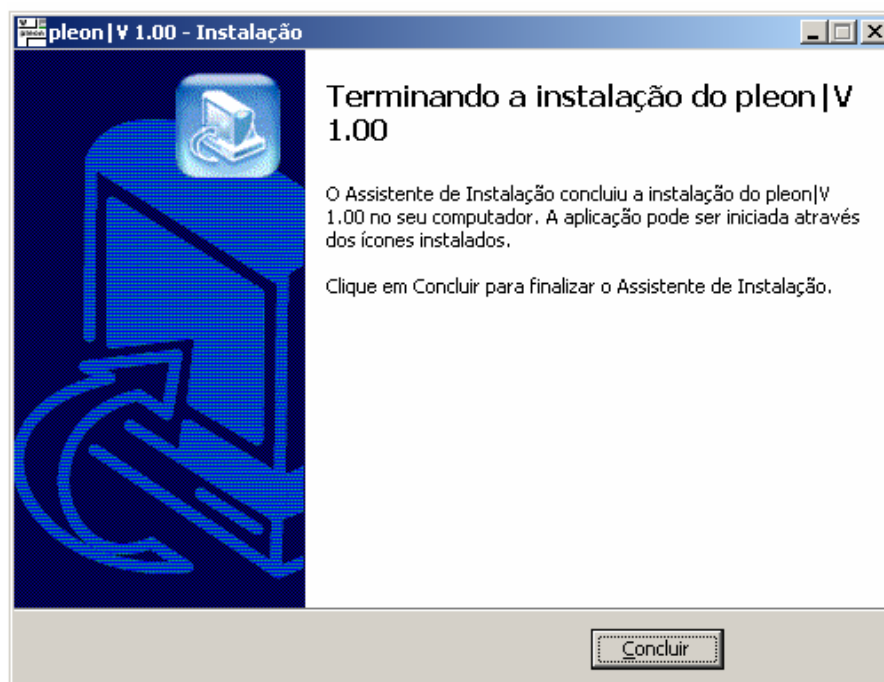 pleon|V 1.00 - Instalação
Terminando a instalação do pleon|V
1.00
O Assistente de Instalação concluiu a instalação do pleon|V
1.00 no seu computador. A aplicação pode ser iniciada através
dos ícones instalados.
Clique em Concluir para finalizar o Assistente de Instalação.
Concluir